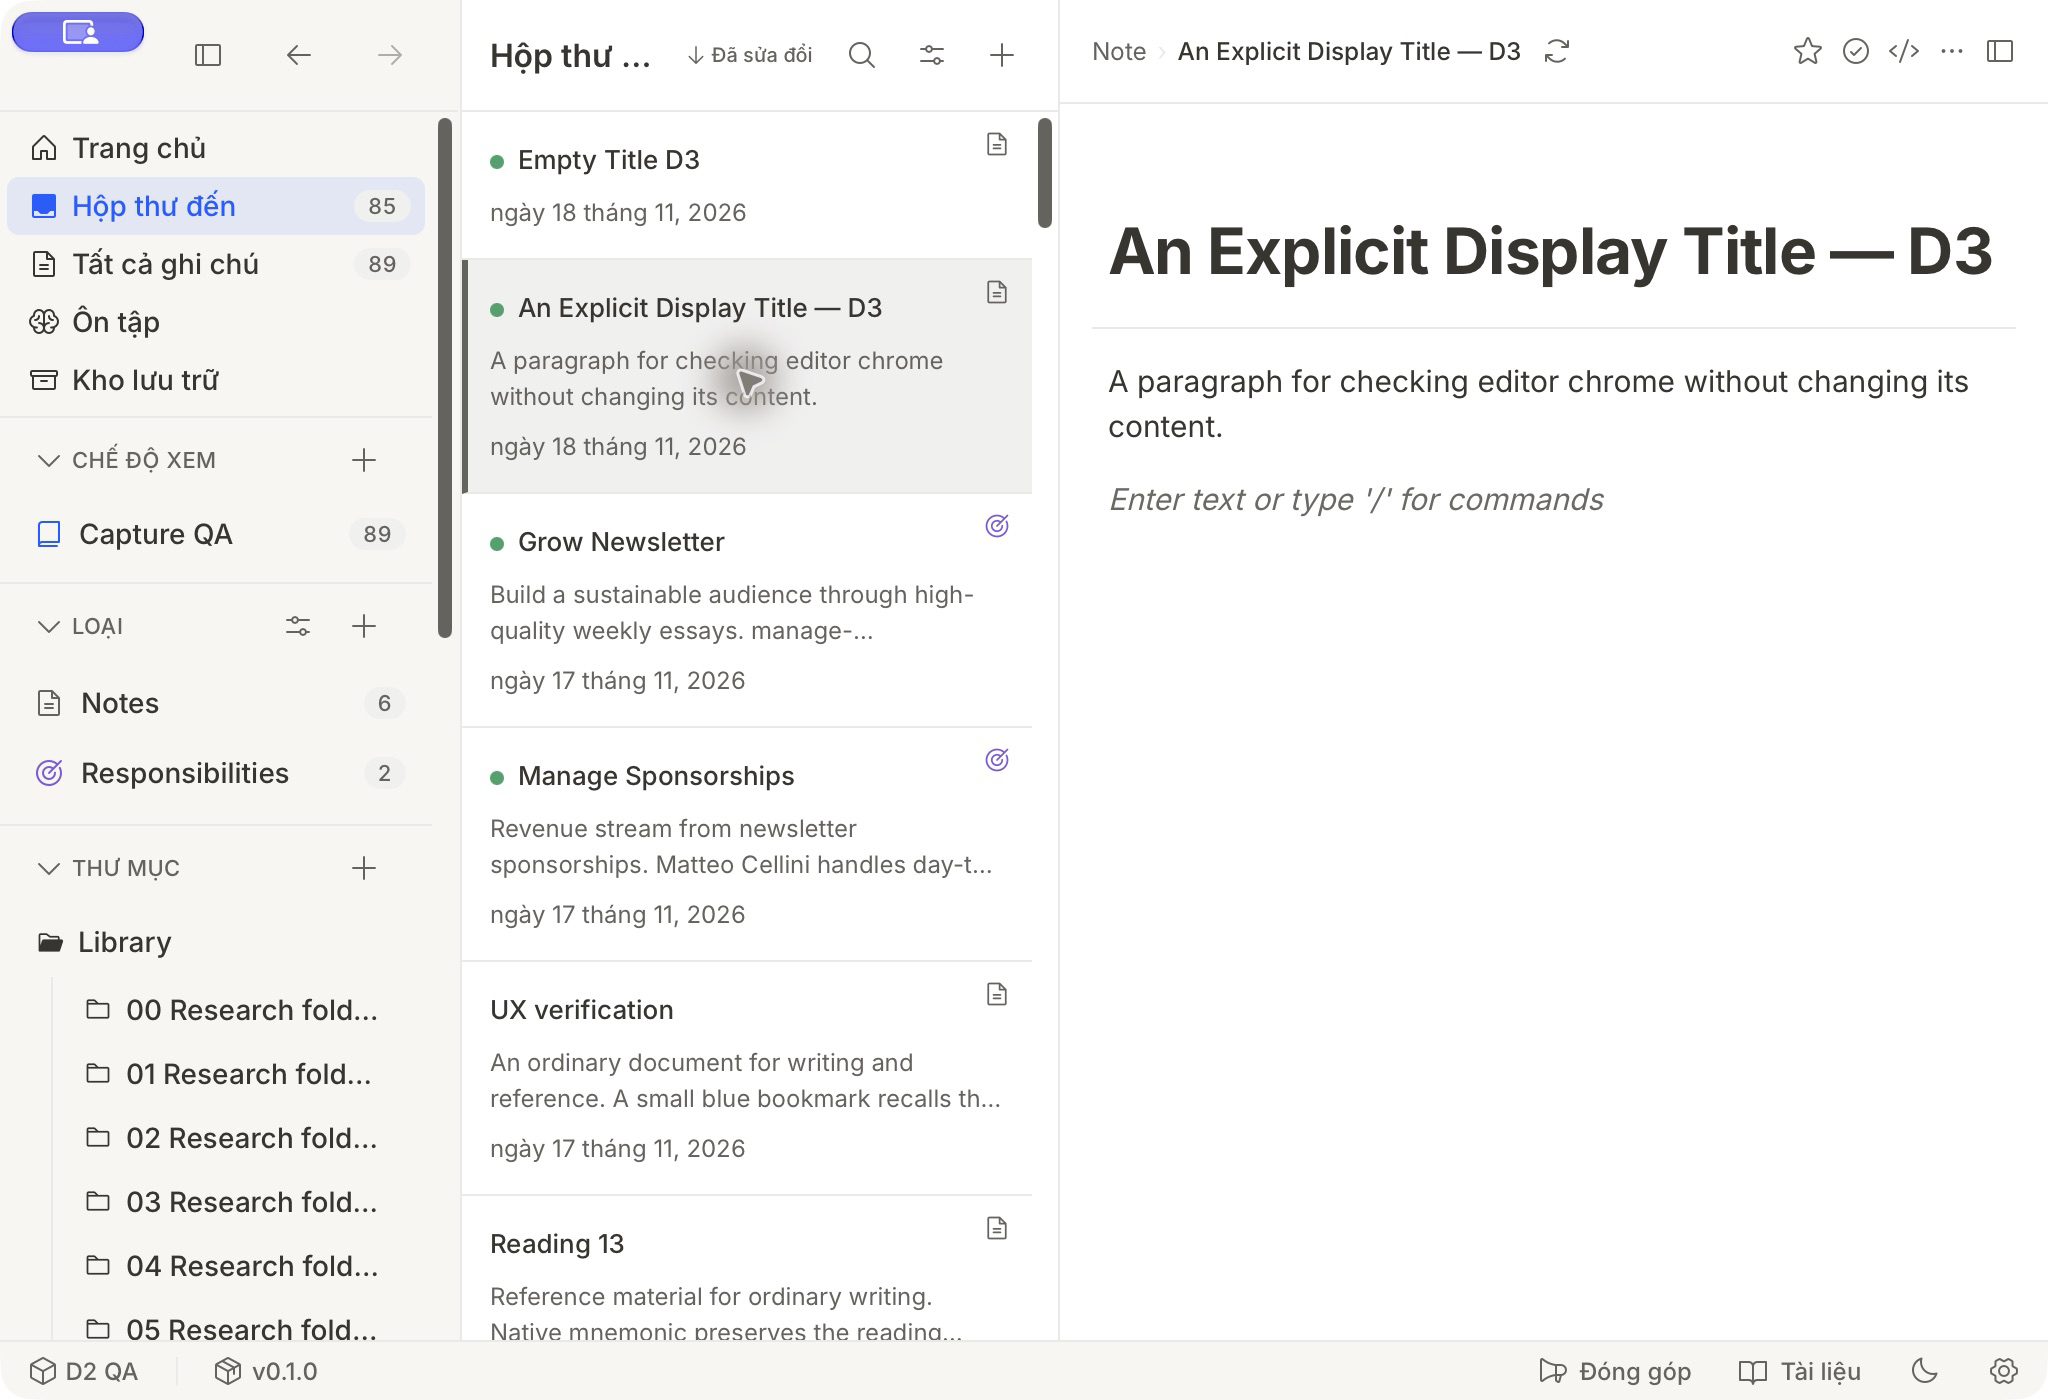 Hộp thư ...
Đã sửa đổi
Note
An Explicit Display Title — D3
Trang chủ
Hộp thư đến
85
Tất cả ghi chú
89
Ôn tập
Kho lưu trữ
CHẾ ĐỘ XEM
Capture QA
89
LOẠI
Notes
6
Responsibilities
2
THƯ MỤC
Library
00 Research fold...
01 Research fold...
02 Research fold...
03 Research fold...
04 Research fold...
05 Research fold...
Empty Title D3
ngày 18 tháng 11, 2026
An Explicit Display Title — D3
A paragraph for checking editor chrome
without changing its content.
ngày 18 tháng 11, 2026
Grow Newsletter
Build a sustainable audience through high-
quality weekly essays. manage-...
ngày 17 tháng 11, 2026
Manage Sponsorships
Revenue stream from newsletter
sponsorships. Matteo Cellini handles day-t...
ngày 17 tháng 11, 2026
UX verification
An ordinary document for writing and
reference. A small blue bookmark recalls th...
ngày 17 tháng 11, 2026
Reading 13
Reference material for ordinary writing.
Native mnemonic preserves the reading...
An Explicit Display Title — D3
A paragraph for checking editor chrome without changing its
content.
Enter text or type '/' for commands
D2 QA
v0.1.0
Đóng góp
Tài liệu